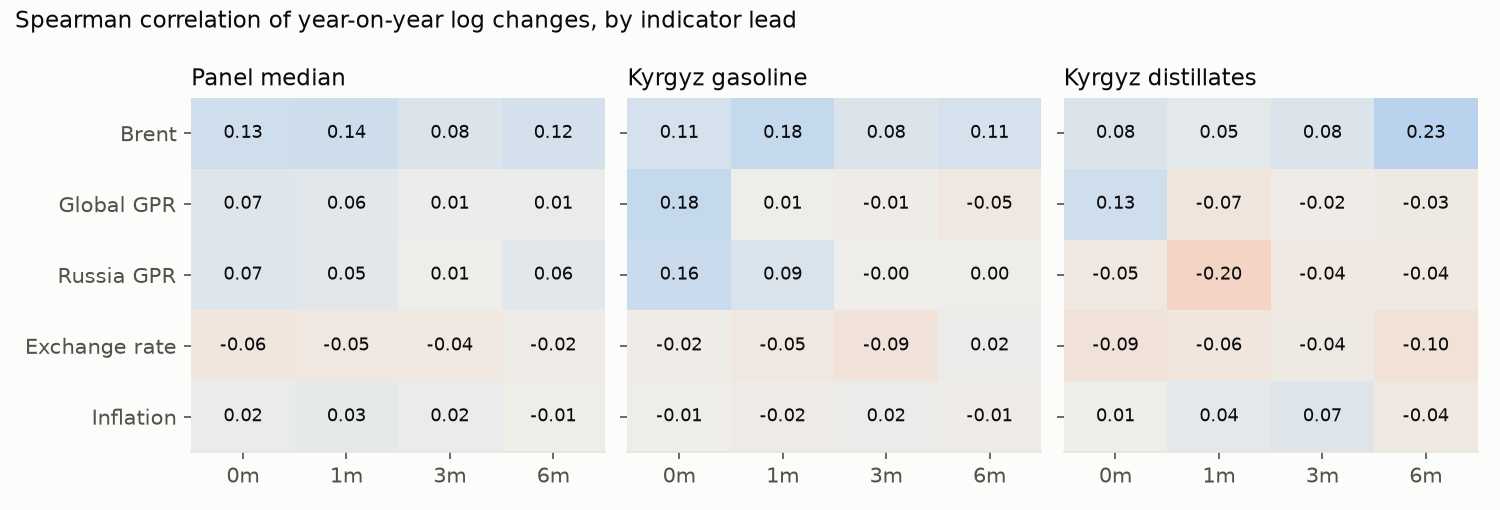 Spearman correlation of year-on-year log changes, by indicator lead
Panel median Kyrgyz gasoline Kyrgyz distillates
Brent 0.13 0.14 0.08 0.12 0.11 0.18 0.08 0.11 0.08 0.05 0.08 0.23
Global GPR 0.07 0.06 0.01 0.01 0.18 0.01 -0.01 -0.05 0.13 -0.07 -0.02 -0.03
Russia GPR 0.07 0.05 0.01 0.06 0.16 0.09 -0.00 0.00 -0.05 -0.20 -0.04 -0.04
Exchange rate -0.06 -0.05 -0.04 -0.02 -0.02 -0.05 -0.09 0.02 -0.09 -0.06 -0.04 -0.10
Inflation 0.02 0.03 0.02 -0.01 -0.01 -0.02 0.02 -0.01 0.01 0.04 0.07 -0.04
0m 1m 3m 6m 0m 1m 3m 6m 0m 1m 3m 6m